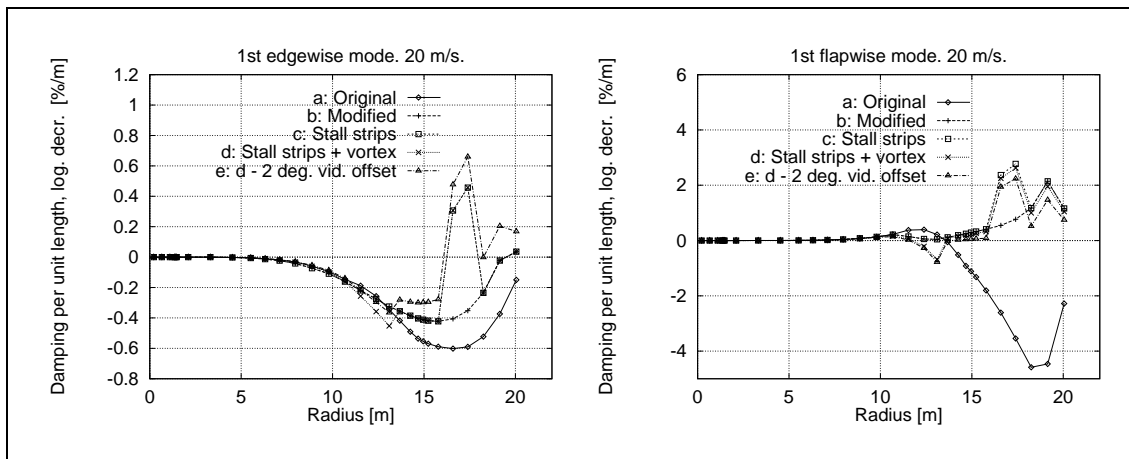 1st edgewise mode. 20 m/s.
Damping per unit length, log. decr. [%/m]
1.2
1
0.8
0.6
0.4
0.2
0
-0.2
-0.4
-0.6
-0.8
a: Original
b: Modified
c: Stall strips
d: Stall strips + vortex
e: d - 2 deg. vid. offset
0 5 10 15 20
Radius [m]
1st flapwise mode. 20 m/s.
Damping per unit length, log. decr. [%/m]
6
4
2
0
-2
-4
a: Original
b: Modified
c: Stall strips
d: Stall strips + vortex
e: d - 2 deg. vid. offset
0 5 10 15 20
Radius [m]